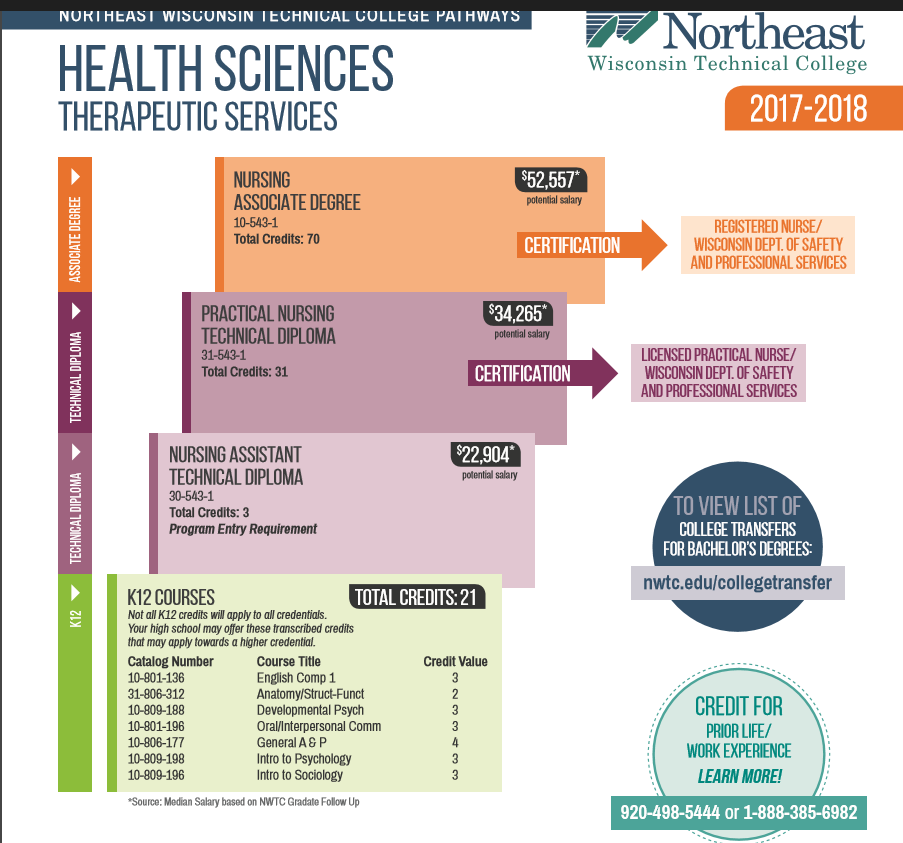 NORTHEAST WISCONSIN TECHNICAL COLLEGE PATHWAYS
Northeast
Wisconsin Technical College
HEALTH SCIENCES
THERAPEUTIC SERVICES
2017-2018
ASSOCIATE DEGREE
NURSING
ASSOCIATE DEGREE
10-543-1
Total Credits: 70
$52,557*
potential salary
CERTIFICATION
REGISTERED NURSE/
WISCONSIN DEPT. OF SAFETY
AND PROFESSIONAL SERVICES
TECHNICAL DIPLOMA
PRACTICAL NURSING
TECHNICAL DIPLOMA
31-543-1
Total Credits: 31
$34,265*
potential salary
CERTIFICATION
LICENSED PRACTICAL NURSE/
WISCONSIN DEPT. OF SAFETY
AND PROFESSIONAL SERVICES
TECHNICAL DIPLOMA
NURSING ASSISTANT
TECHNICAL DIPLOMA
30-543-1
Total Credits: 3
Program Entry Requirement
$22,904*
potential salary
TO VIEW LIST OF
COLLEGE TRANSFERS
FOR BACHELOR'S DEGREES:
nwtc.edu/collegetransfer
K12
K12 COURSES
TOTAL CREDITS: 21
Not all K12 credits will apply to all credentials.
Your high school may offer these transcribed credits
that may apply towards a higher credential.
Catalog Number Course Title Credit Value
10-801-136 English Comp 1 3
31-806-312 Anatomy/Struct-Funct 2
10-809-188 Developmental Psych 3
10-801-196 Oral/Interpersonal Comm 3
10-806-177 General A & P 4
10-809-198 Intro to Psychology 3
10-809-196 Intro to Sociology 3
*Source: Median Salary based on NWTC Gradate Follow Up
CREDIT FOR
PRIOR LIFE/
WORK EXPERIENCE
LEARN MORE!
920-498-5444 or 1-888-385-6982